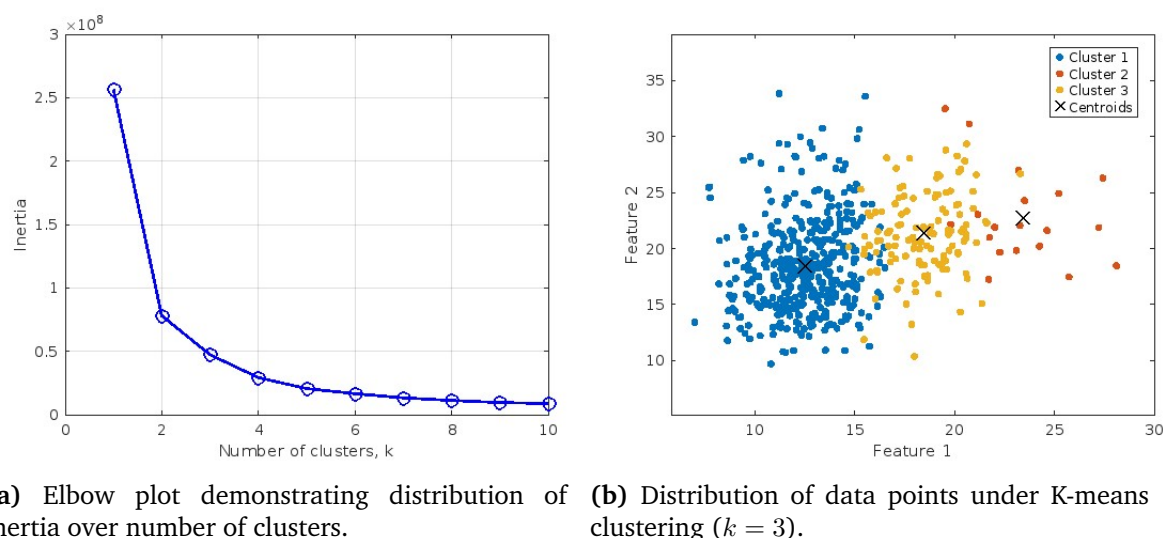 ×10⁸
3
2.5
2
1.5
1
0.5
0
Inertia
0 2 4 6 8 10
Number of clusters, k
35
30
25
20
15
10
Feature 2
10 15 20 25 30
Feature 1
Cluster 1
Cluster 2
Cluster 3
Centroids
a) Elbow plot demonstrating distribution of
nertia over number of clusters.
(b) Distribution of data points under K-means
clustering (k = 3).